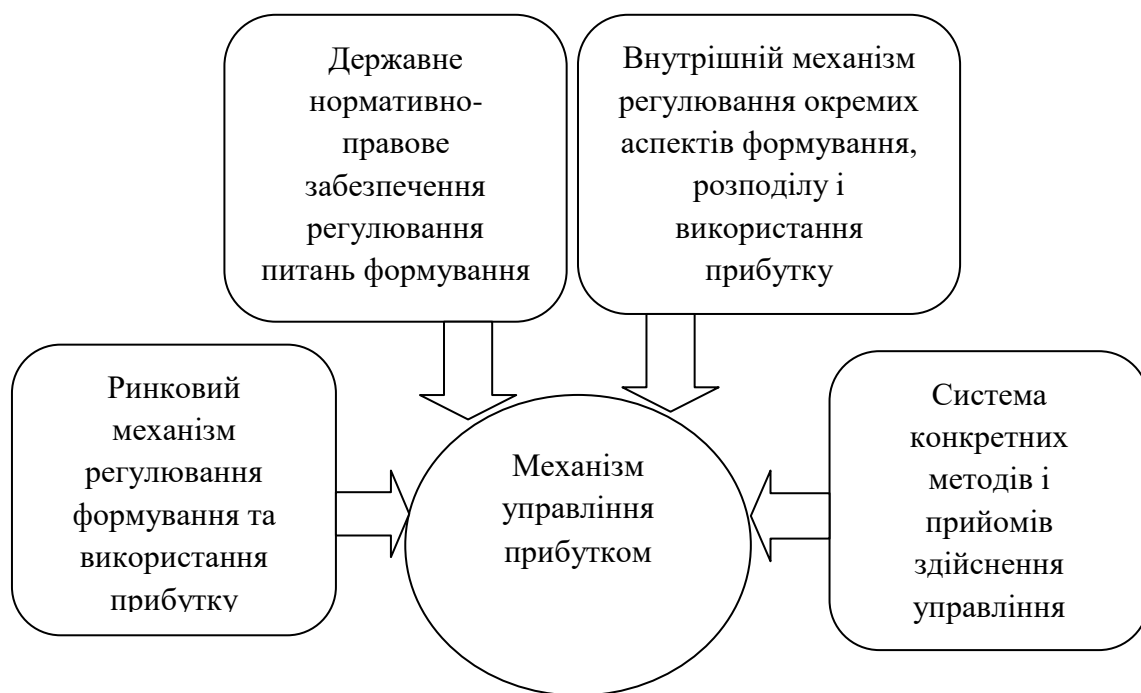 Державне
нормативно-
правове
забезпечення
регулювання
питань формування
Внутрішній механізм
регулювання окремих
аспектів формування,
розподілу і
використання
прибутку
Ринковий
механізм
регулювання
формування та
використання
прибутку
Механізм
управління
прибутком
Система
конкретних
методів і
прийомів
здійснення
управління